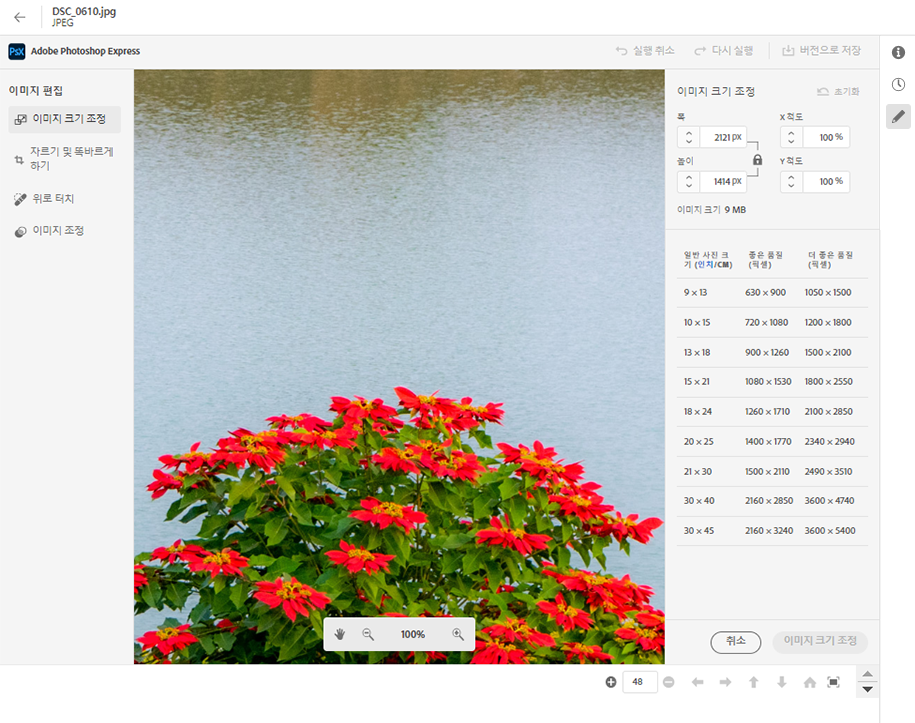 DSC_0610.jpg
JPEG
PsX Adobe Photoshop Express
실행 취소
다시 실행
버전으로 저장
이미지 편집
이미지 크기 조정
자르기 및 똑바르게
하기
위로 터치
이미지 조정
이미지 크기 조정
초기화
폭
X 척도
2121 px
100 %
높이
Y 척도
1414 px
100 %
이미지 크기 9 MB
일반 사진 크
기 (인치/CM)
좋은 품질
(픽셀)
더 좋은 품질
(픽셀)
9 × 13 630 × 900 1050 × 1500
10 × 15 720 × 1080 1200 × 1800
13 × 18 900 × 1260 1500 × 2100
15 × 21 1080 × 1530 1800 × 2550
18 × 24 1260 × 1710 2100 × 2850
20 × 25 1400 × 1770 2340 × 2940
21 × 30 1500 × 2110 2490 × 3510
30 × 40 2160 × 2850 3600 × 4740
30 × 45 2160 × 3240 3600 × 5400
100%
취소
이미지 크기 조정
48